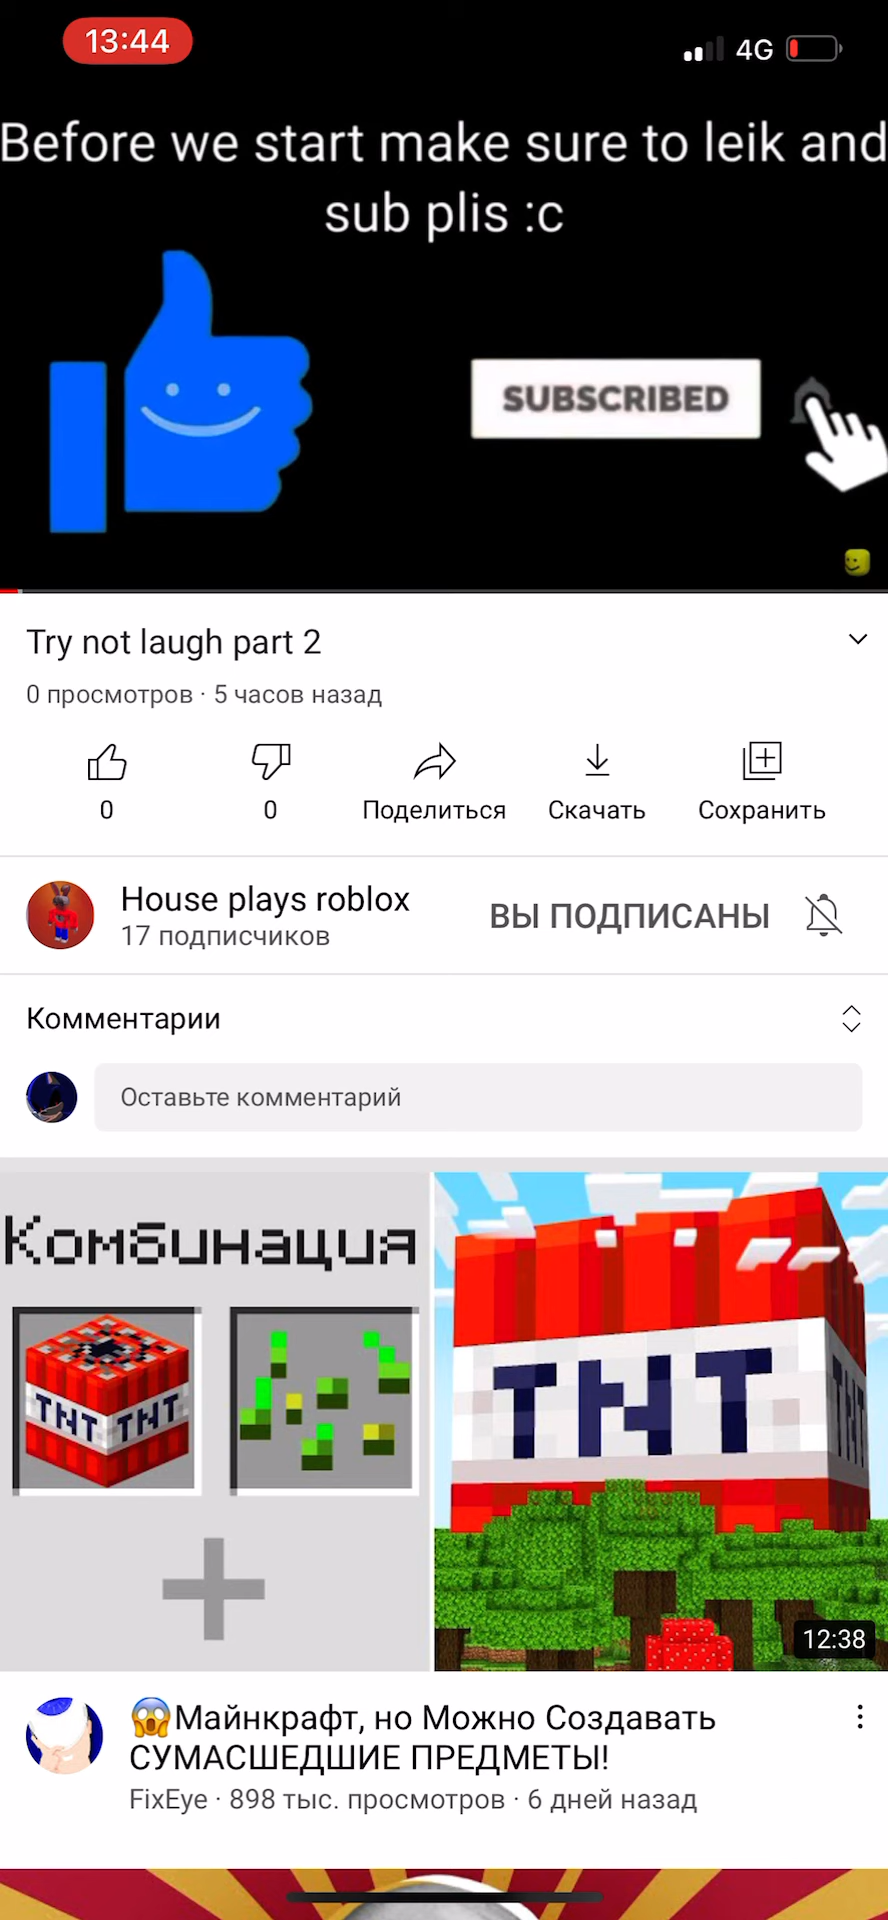 13:44
4G
Before we start make sure to leik and
sub plis :c
SUBSCRIBED
Try not laugh part 2
0 просмотров · 5 часов назад
0
0
Поделиться
Скачать
Сохранить
House plays roblox
17 подписчиков
ВЫ ПОДПИСАНЫ
Комментарии
Оставьте комментарий
Комбинация
TNT TNT
TNT
TNT
12:38
😱Майнкрафт, но Можно Создавать
СУМАСШЕДШИЕ ПРЕДМЕТЫ!
FixEye · 898 тыс. просмотров · 6 дней назад